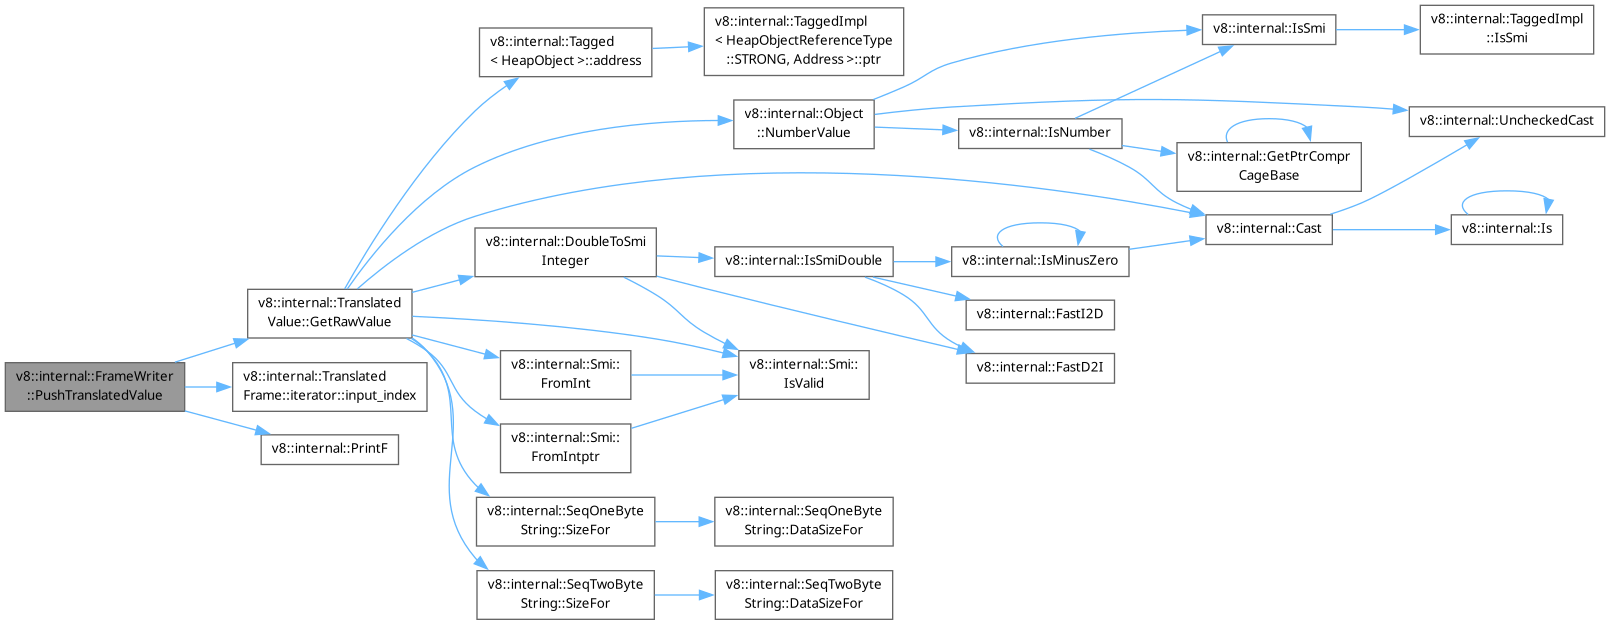 v8::internal::FrameWriter
::PushTranslatedValue
v8::internal::Translated
Value::GetRawValue
v8::internal::Translated
Frame::iterator::input_index
v8::internal::PrintF
v8::internal::Tagged
< HeapObject >::address
v8::internal::TaggedImpl
< HeapObjectReferenceType
::STRONG, Address >::ptr
v8::internal::Object
::NumberValue
v8::internal::IsNumber
v8::internal::IsSmi
v8::internal::TaggedImpl
::IsSmi
v8::internal::UncheckedCast
v8::internal::GetPtrCompr
CageBase
v8::internal::Cast
v8::internal::Is
v8::internal::DoubleToSmi
Integer
v8::internal::IsSmiDouble
v8::internal::IsMinusZero
v8::internal::FastI2D
v8::internal::FastD2I
v8::internal::Smi::
FromInt
v8::internal::Smi::
IsValid
v8::internal::Smi::
FromIntptr
v8::internal::SeqOneByte
String::SizeFor
v8::internal::SeqOneByte
String::DataSizeFor
v8::internal::SeqTwoByte
String::SizeFor
v8::internal::SeqTwoByte
String::DataSizeFor